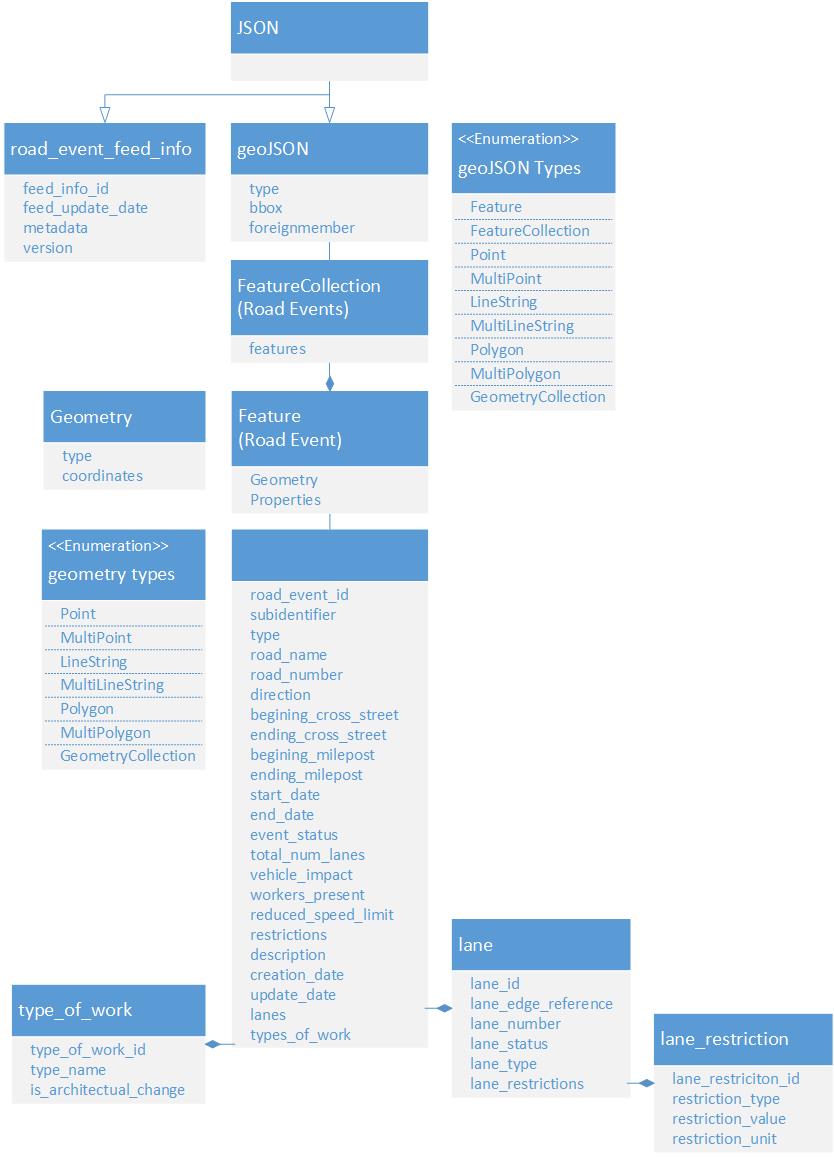 JSON
road_event_feed_info
feed_info_id
feed_update_date
metadata
version
geoJSON
type
bbox
foreignmember
<<Enumeration>>
geoJSON Types
Feature
FeatureCollection
Point
MultiPoint
LineString
MultiLineString
Polygon
MultiPolygon
GeometryCollection
FeatureCollection
(Road Events)
features
Geometry
type
coordinates
Feature
(Road Event)
Geometry
Properties
<<Enumeration>>
geometry types
Point
MultiPoint
LineString
MultiLineString
Polygon
MultiPolygon
GeometryCollection
road_event_id
subidentifier
type
road_name
road_number
direction
begining_cross_street
ending_cross_street
begining_milepost
ending_milepost
start_date
end_date
event_status
total_num_lanes
vehicle_impact
workers_present
reduced_speed_limit
restrictions
description
creation_date
update_date
lanes
types_of_work
type_of_work
type_of_work_id
type_name
is_architectual_change
lane
lane_id
lane_edge_reference
lane_number
lane_status
lane_type
lane_restrictions
lane_restriction
lane_restriciton_id
restriction_type
restriction_value
restriction_unit